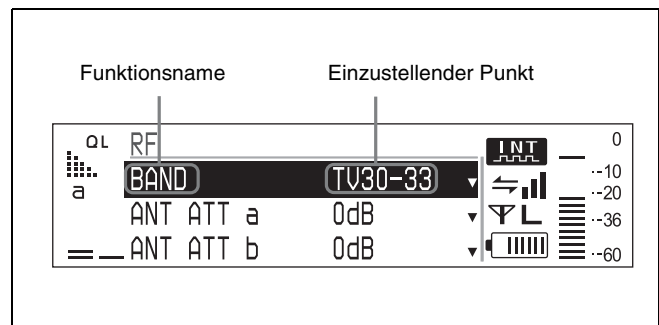 Funktionsname Einzustellender Punkt
QL RF INT 0
a BAND TV30-33 -10
-20
ANT ATT a 0dB L -36
ANT ATT b 0dB -60